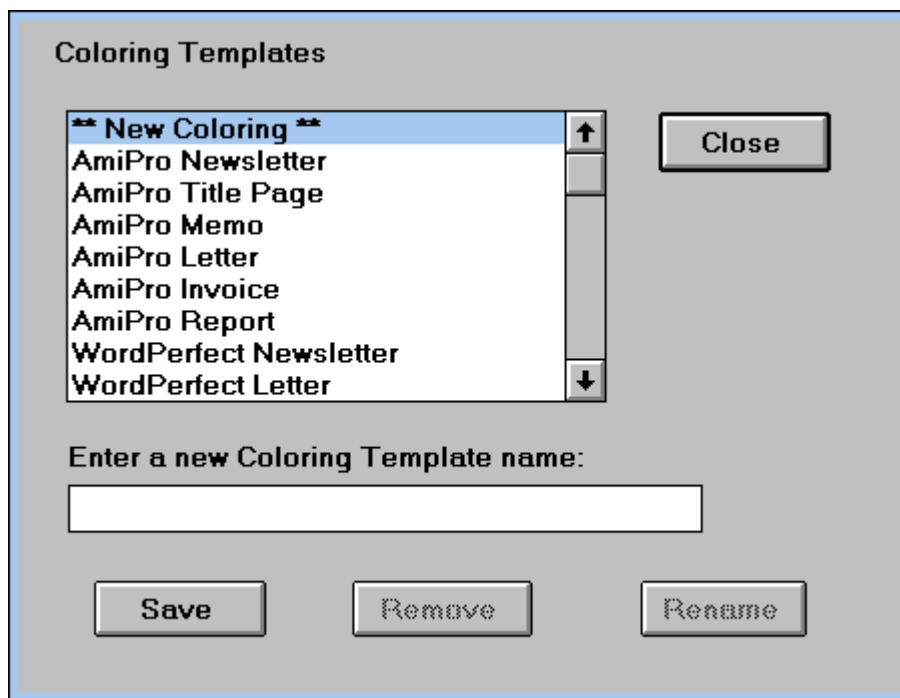 Coloring Templates
** New Coloring **
Close
AmiPro Newsletter
AmiPro Title Page
AmiPro Memo
AmiPro Letter
AmiPro Invoice
AmiPro Report
WordPerfect Newsletter
WordPerfect Letter
Enter a new Coloring Template name:
Save Remove Rename